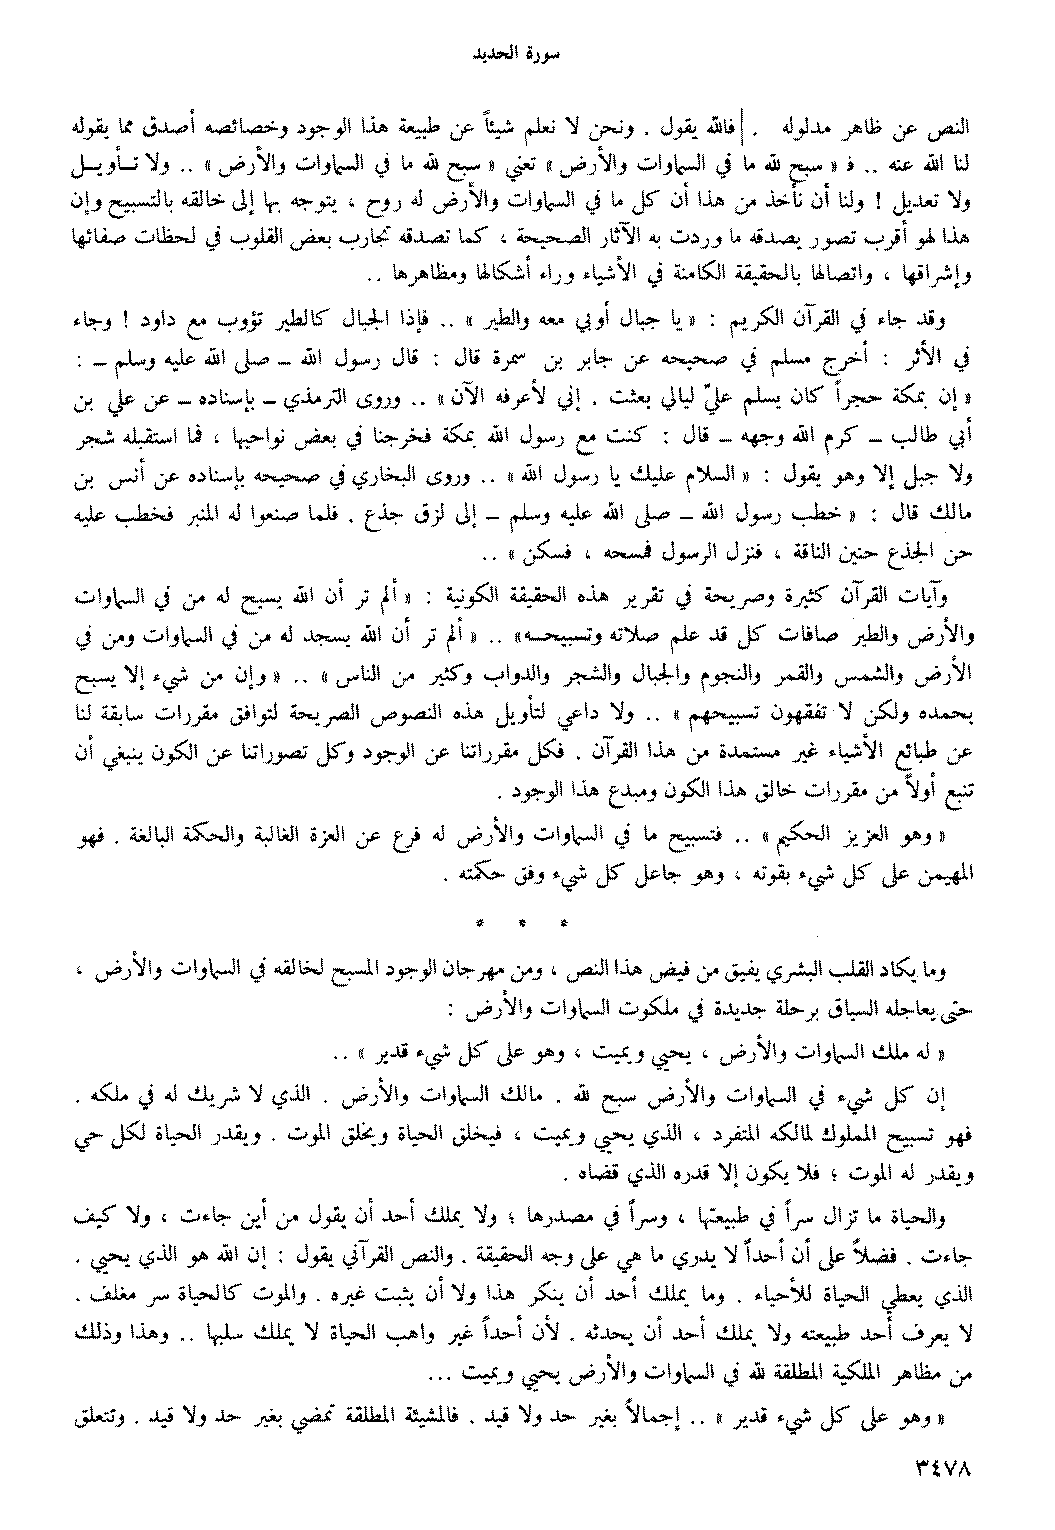 سورة الحديد
النص عن ظاهر مدلوله . فالله يقول . ونحن لا نعلم شيئاً عن طبيعة هذا الوجود وخصائصه أصدق مما يقوله
لنا الله عنه .. فـ « سبح لله ما في السماوات والأرض » تعني « سبح لله ما في السماوات والأرض » .. ولا تأويل
ولا تعديل ! ولنا أن نأخذ من هذا أن كل ما في السماوات والأرض له روح ، يتوجه بها إلى خالقه بالتسبيح وإن
هذا لهو أقرب تصور يصدقه ما وردت به الآثار الصحيحة ، كما تصدقه تجارب بعض القلوب في لحظات صفائها
وإشراقها ، واتصالها بالحقيقة الكامنة في الأشياء وراء أشكالها ومظاهرها ..
وقد جاء في القرآن الكريم : « يا جبال أوبي معه والطير » .. فإذا الجبال كالطير تؤوب مع داود ! وجاء
في الأثر : أخرج مسلم في صحيحه عن جابر بن سمرة قال : قال رسول الله – صلى الله عليه وسلم – :
« إن بمكة حجراً كان يسلم عليّ ليالي بعثت . إني لأعرفه الآن » .. وروى الترمذي – بإسناده – عن علي بن
أبي طالب – كرم الله وجهه – قال : كنت مع رسول الله بمكة فخرجنا في بعض نواحيها ، فما استقبله شجر
ولا جبل إلا وهو يقول : « السلام عليك يا رسول الله » .. وروى البخاري في صحيحه بإسناده عن أنس بن
مالك قال : « خطب رسول الله – صلى الله عليه وسلم – إلى لزق جذع . فلما صنعوا له المنبر فخطب عليه
حن الجذع حنين الناقة ، فنزل الرسول فمسحه ، فسكن » ..
وآيات القرآن كثيرة وصريحة في تقرير هذه الحقيقة الكونية : « ألم تر أن الله يسبح له من في السماوات
والأرض والطير صافات كل قد علم صلاته وتسبيحه» .. « ألم تر أن الله يسجد له من في السماوات ومن في
الأرض والشمس والقمر والنجوم والجبال والشجر والدواب وكثير من الناس » .. « وإن من شيء إلا يسبح
بحمده ولكن لا تفقهون تسبيحهم » .. ولا داعي لتأويل هذه النصوص الصريحة لتوافق مقررات سابقة لنا
عن طبائع الأشياء غير مستمدة من هذا القرآن . فكل مقرراتنا عن الوجود وكل تصوراتنا عن الكون ينبغي أن
تنبع أولاً من مقررات خالق هذا الكون ومبدع هذا الوجود .
« وهو العزيز الحكيم » .. فتسبيح ما في السماوات والأرض له فرع عن العزة الغالبة والحكمة البالغة . فهو
المهيمن على كل شيء بقوته ، وهو جاعل كل شيء وفق حكمته .
* * *
وما يكاد القلب البشري يفيق من فيض هذا النص ، ومن مهرجان الوجود المسبح لخالقه في السماوات والأرض ،
حتى يعاجله السياق برحلة جديدة في ملكوت السماوات والأرض :
« له ملك السماوات والأرض ، يحيي ويميت ، وهو على كل شيء قدير » ..
إن كل شيء في السماوات والأرض سبح لله . مالك السماوات والأرض . الذي لا شريك له في ملكه .
فهو تسبيح المملوك لمالكه المتفرد ، الذي يحيي ويميت ، فيخلق الحياة ويخلق الموت . ويقدر الحياة لكل حي
ويقدر له الموت ؛ فلا يكون إلا قدره الذي قضاه .
والحياة ما تزال سراً في طبيعتها ، وسراً في مصدرها ؛ ولا يملك أحد أن يقول من أين جاءت ، ولا كيف
جاءت . فضلاً على أن أحداً لا يدري ما هي على وجه الحقيقة . والنص القرآني يقول : إن الله هو الذي يحيي .
الذي يعطي الحياة للأحياء . وما يملك أحد أن ينكر هذا ولا أن يثبت غيره . والموت كالحياة سر مغلف .
لا يعرف أحد طبيعته ولا يملك أحد أن يحدثه . لأن أحداً غير واهب الحياة لا يملك سلبها .. وهذا وذلك
من مظاهر الملكية المطلقة لله في السماوات والأرض يحيي ويميت ...
« وهو على كل شيء قدير » .. إجمالاً بغير حد ولا قيد . فالمشيئة المطلقة تمضي بغير حد ولا قيد . وتتعلق
٣٤٧٨